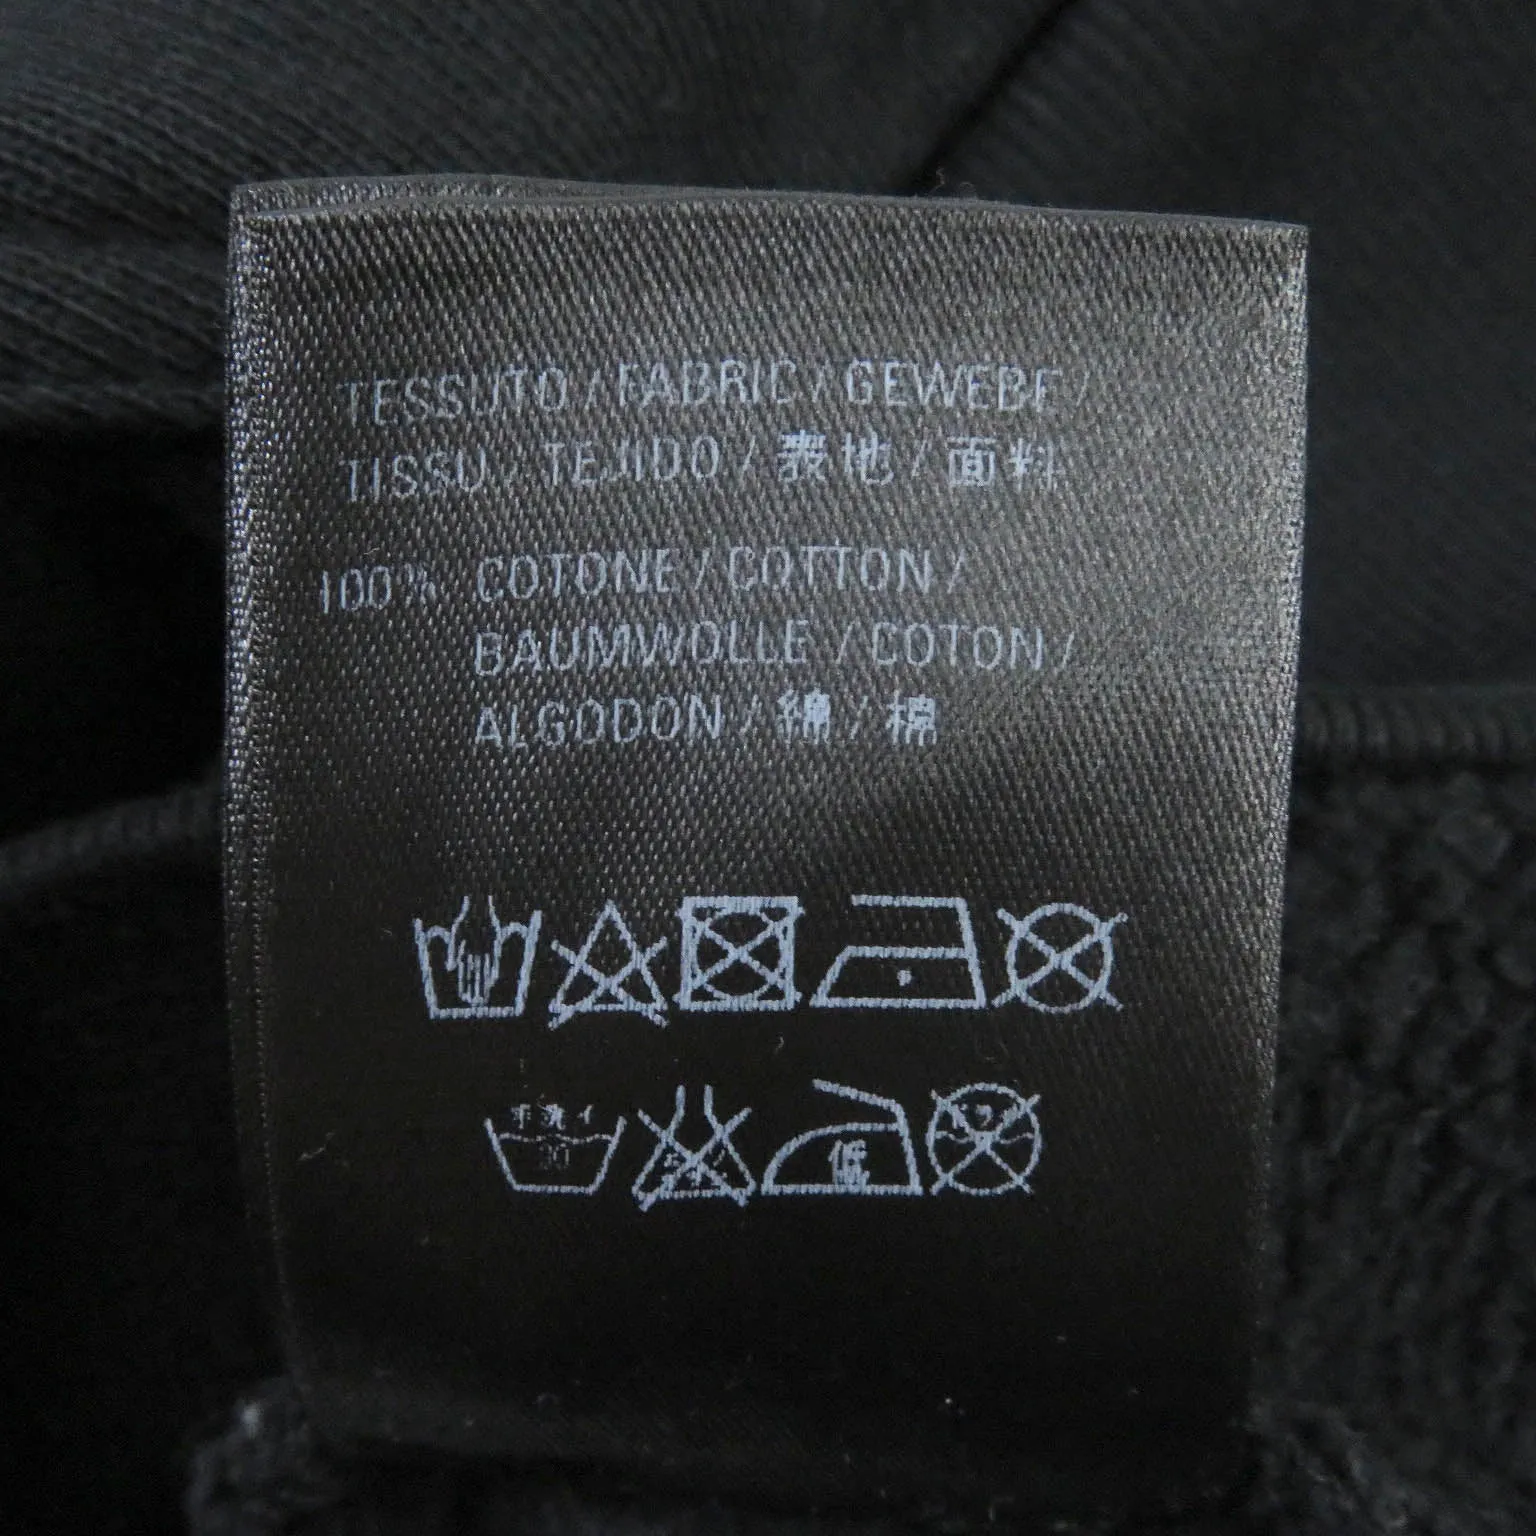 TESSUTO / FABRIC / GEWEBE /
TISSU / TEJIDO / 表地 / 面料
100% COTONE / COTTON /
BAUMWOLLE / COTON /
ALGODON / 綿 / 棉
手洗イ
30
低